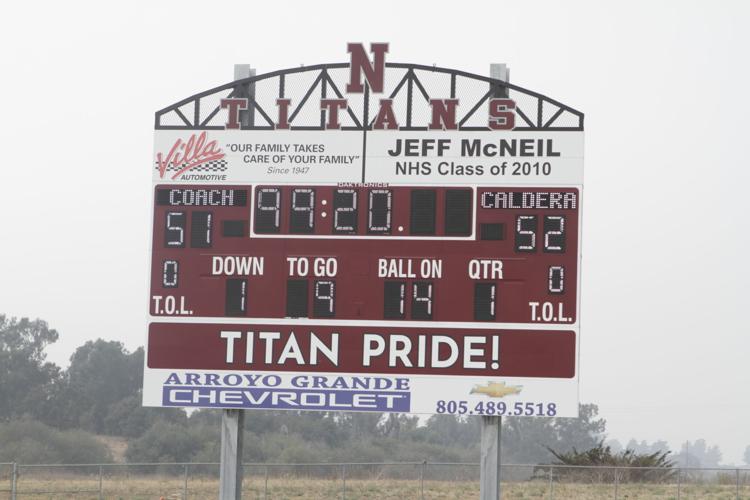 N
TITANS
Villa
AUTOMOTIVE
"OUR FAMILY TAKES
CARE OF YOUR FAMILY"
Since 1947
JEFF McNEIL
NHS Class of 2010
DAKTRONICS
COACH
99:20.
CALDERA
51
52
DOWN
TO GO
BALL ON
QTR
0
1
9
14
1
0
T.O.L.
T.O.L.
TITAN PRIDE!
ARROYO GRANDE
CHEVROLET
805.489.5518